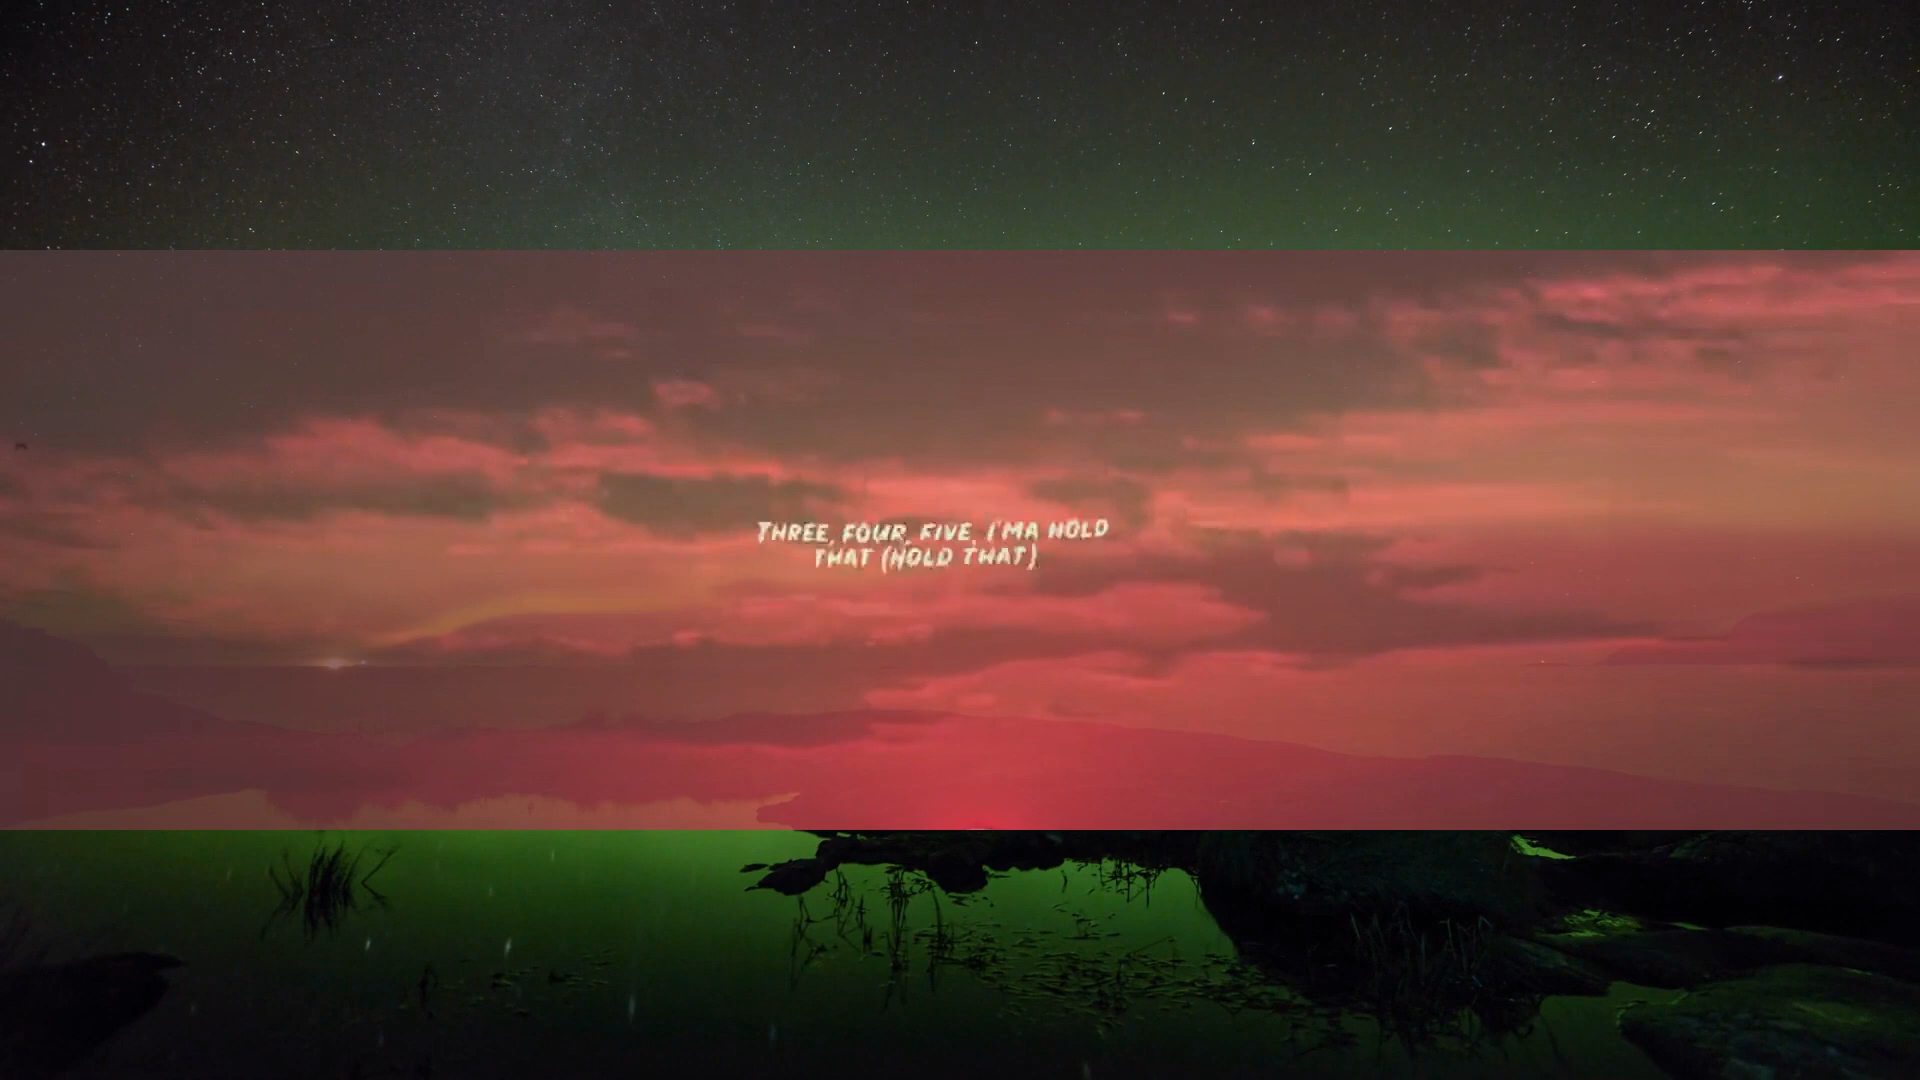 THREE, FOUR, FIVE, I'MA HOLD
THAT (HOLD THAT)